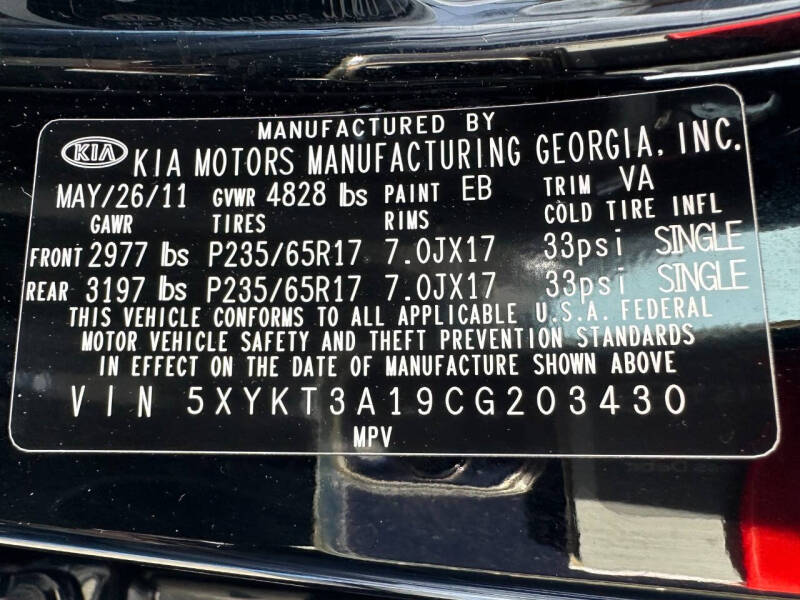 KIA MOTORS
MANUFACTURED BY
KIA KIA MOTORS MANUFACTURING GEORGIA, INC.
MAY/26/11 GVWR 4828 lbs PAINT EB TRIM VA
GAWR TIRES RIMS COLD TIRE INFL
FRONT 2977 lbs P235/65R17 7.0JX17 33psi SINGLE
REAR 3197 lbs P235/65R17 7.0JX17 33psi SINGLE
THIS VEHICLE CONFORMS TO ALL APPLICABLE U.S.A. FEDERAL
MOTOR VEHICLE SAFETY AND THEFT PREVENTION STANDARDS
IN EFFECT ON THE DATE OF MANUFACTURE SHOWN ABOVE
VIN 5XYKT3A19CG203430
MPV